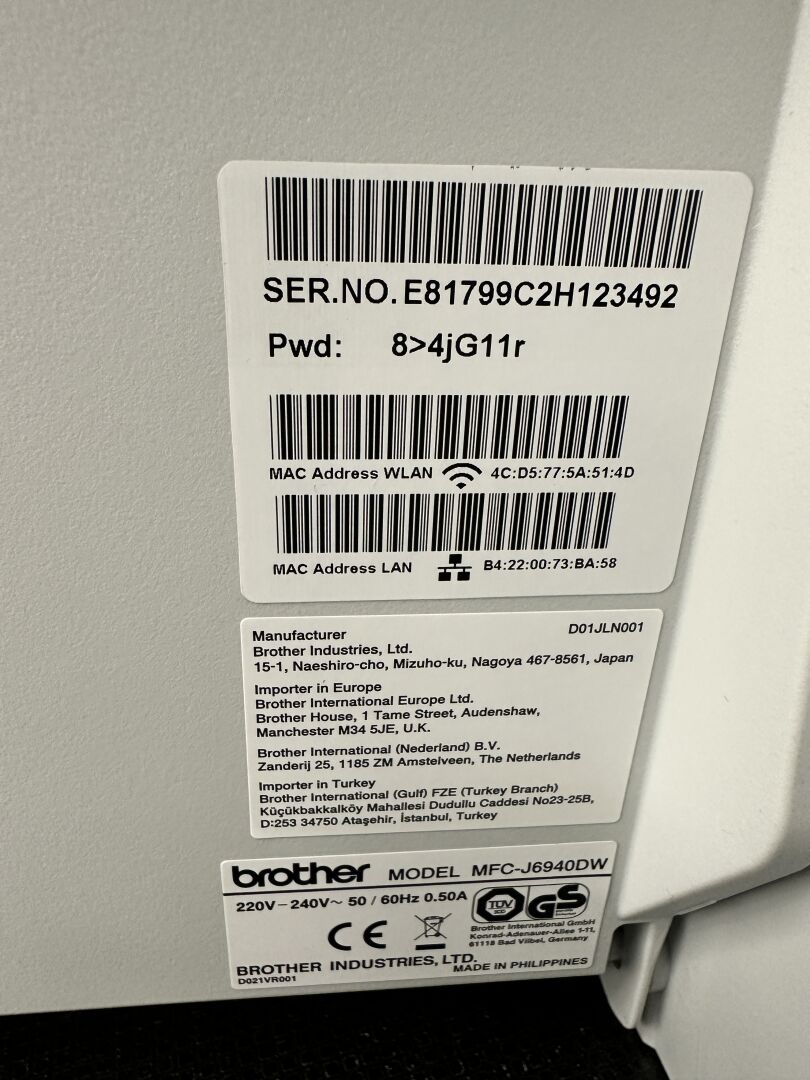 SER.NO. E81799C2H123492
Pwd: 8>4jG11r
MAC Address WLAN 4C:D5:77:5A:51:4D
MAC Address LAN B4:22:00:73:BA:58
Manufacturer D01JLN001
Brother Industries, Ltd.
15-1, Naeshiro-cho, Mizuho-ku, Nagoya 467-8561, Japan
Importer in Europe
Brother International Europe Ltd.
Brother House, 1 Tame Street, Audenshaw,
Manchester M34 5JE, U.K.
Brother International (Nederland) B.V.
Zanderij 25, 1185 ZM Amstelveen, The Netherlands
Importer in Turkey
Brother International (Gulf) FZE (Turkey Branch)
Küçükbakkalköy Mahallesi Dudullu Caddesi No23-25B,
D:253 34750 Ataşehir, İstanbul, Turkey
brother MODEL MFC-J6940DW
220V–240V~ 50 / 60Hz 0.50A
TÜV
GS
CE
Brother International GmbH
Konrad-Adenauer-Allee 1-11,
61118 Bad Vilbel, Germany
BROTHER INDUSTRIES, LTD.
MADE IN PHILIPPINES
D021VR001